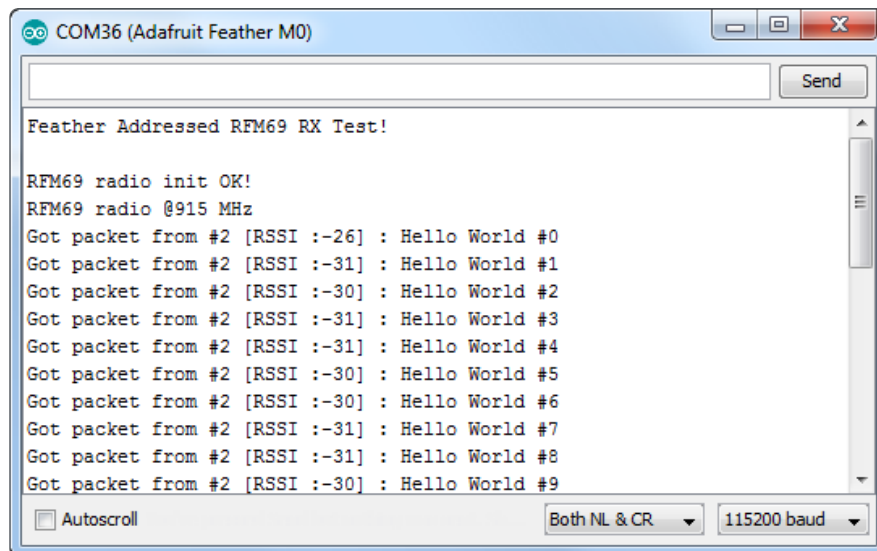 COM36 (Adafruit Feather M0)
Send
Feather Addressed RFM69 RX Test!
RFM69 radio init OK!
RFM69 radio @915 MHz
Got packet from #2 [RSSI :-26] : Hello World #0
Got packet from #2 [RSSI :-31] : Hello World #1
Got packet from #2 [RSSI :-30] : Hello World #2
Got packet from #2 [RSSI :-31] : Hello World #3
Got packet from #2 [RSSI :-31] : Hello World #4
Got packet from #2 [RSSI :-30] : Hello World #5
Got packet from #2 [RSSI :-30] : Hello World #6
Got packet from #2 [RSSI :-31] : Hello World #7
Got packet from #2 [RSSI :-31] : Hello World #8
Got packet from #2 [RSSI :-30] : Hello World #9
Autoscroll Both NL & CR 115200 baud